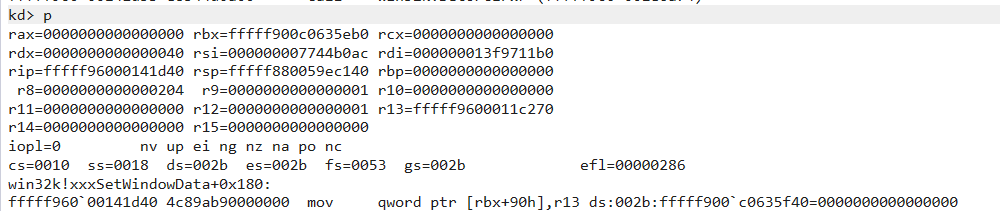 kd> p
rax=0000000000000000 rbx=fffff900c0635eb0 rcx=0000000000000000
rdx=0000000000000040 rsi=000000007744b0ac rdi=000000013f9711b0
rip=fffff96000141d40 rsp=fffff880059ec140 rbp=0000000000000000
r8=0000000000000204 r9=0000000000000001 r10=0000000000000000
r11=0000000000000000 r12=0000000000000001 r13=fffff9600011c270
r14=0000000000000000 r15=0000000000000000
iopl=0 nv up ei ng nz na po nc
cs=0010 ss=0018 ds=002b es=002b fs=0053 gs=002b efl=00000286
win32k!xxxSetWindowData+0x180:
fffff960`00141d40 4c89ab90000000 mov qword ptr [rbx+90h],r13 ds:002b:fffff900`c0635f40=0000000000000000